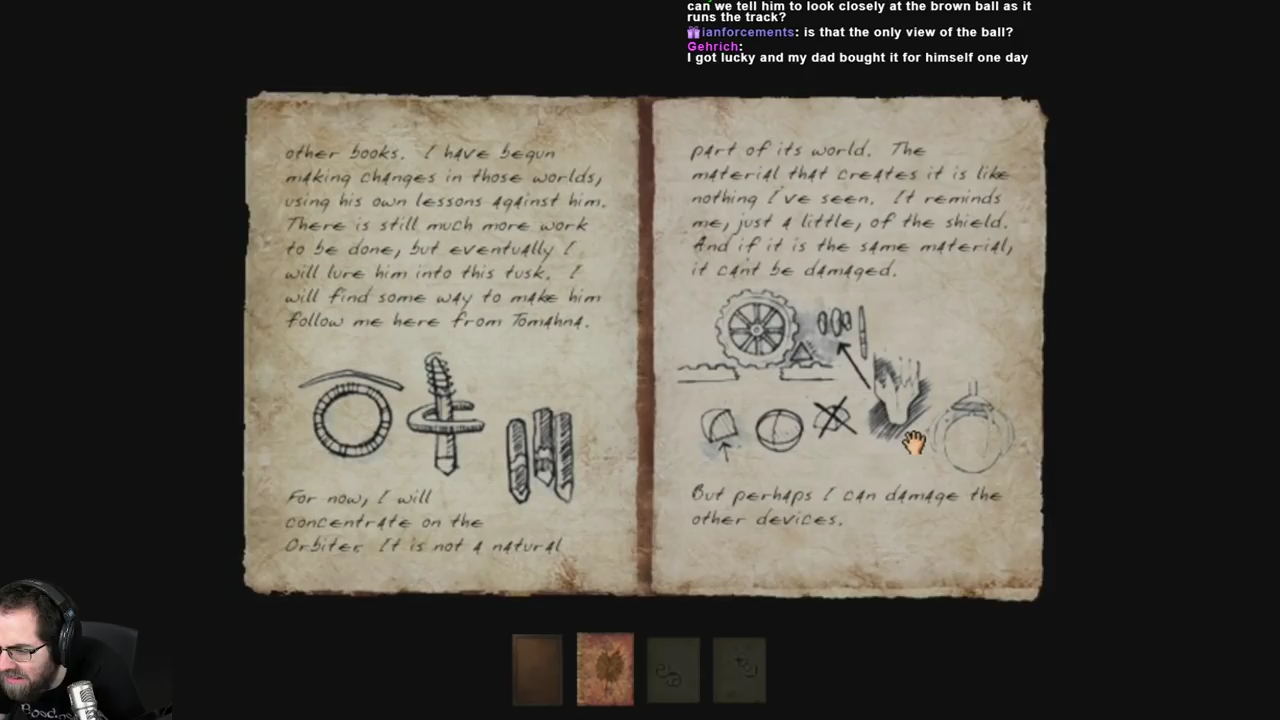 can we tell him to look closely at the brown ball as it
runs the track?
ianforcements: is that the only view of the ball?
Gehrich:
I got lucky and my dad bought it for himself one day
other books. I have begun
making changes in those worlds,
using his own lessons against him.
There is still much more work
to be done, but eventually I
will lure him into this tusk. I
will find some way to make him
follow me here from Tomahna.
For now, I will
concentrate on the
Orbiter. It is not a natural
part of its world. The
material that creates it is like
nothing I've seen. It reminds
me, just a little, of the shield.
And if it is the same material,
it cant be damaged.
But perhaps I can damage the
other devices.